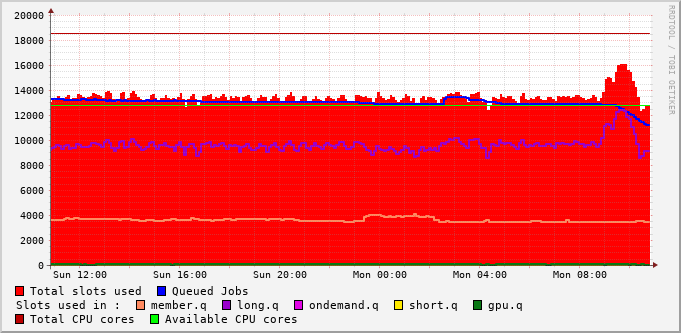 20000
18000
16000
14000
12000
10000
8000
6000
4000
2000
0
Sun 12:00 Sun 16:00 Sun 20:00 Mon 00:00 Mon 04:00 Mon 08:00
RRDTOOL / TOBI OETIKER
Total slots used Queued Jobs
Slots used in : member.q long.q ondemand.q short.q gpu.q
Total CPU cores Available CPU cores